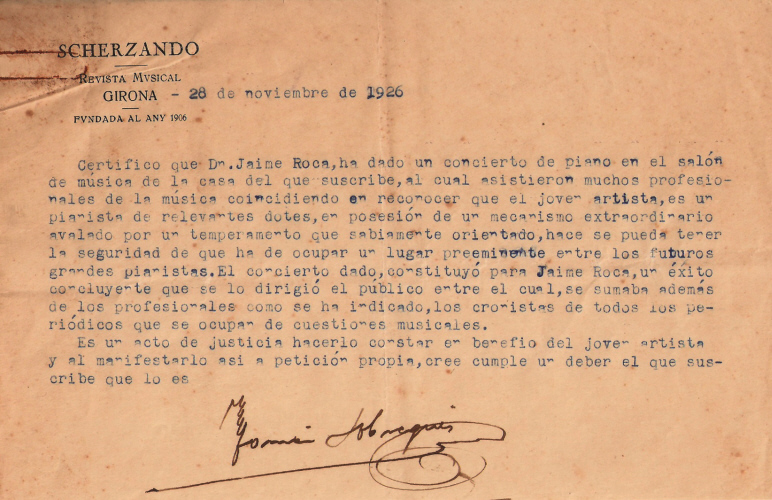 SCHERZANDO
REVISTA MVSICAL
GIRONA - 28 de noviembre de 1926
FVNDADA AL ANY 1906
Certifico que Dn.Jaime Roca,ha dado un concierto de piano en el salón
de música de la casa del que suscribe,al cual asistieron muchos profesio-
nales de la música coincidiendo en reconocer que el joven artista,es un
pianista de relevantes dotes,en posesión de un mecanismo extraordinario
avalado por un temperamento que sabiamente orientado,hace se pueda tener
la seguridad de que ha de ocupar un lugar preeminente entre los futuros
grandes pianistas.El concierto dado,constituyó para Jaime Roca,un éxito
concluyente que se lo dirigió el público entre el cual,se sumaba además
de los profesionales como se ha indicado,los cronistas de todos los pe-
riódicos que se ocupan de cuestiones musicales.
Es un acto de justicia hacerlo constar en benefio del joven artista
y al manifestarlo asi a petición propia,cree cumple un deber el que sus-
cribe que lo es
Tomás Sobrequés